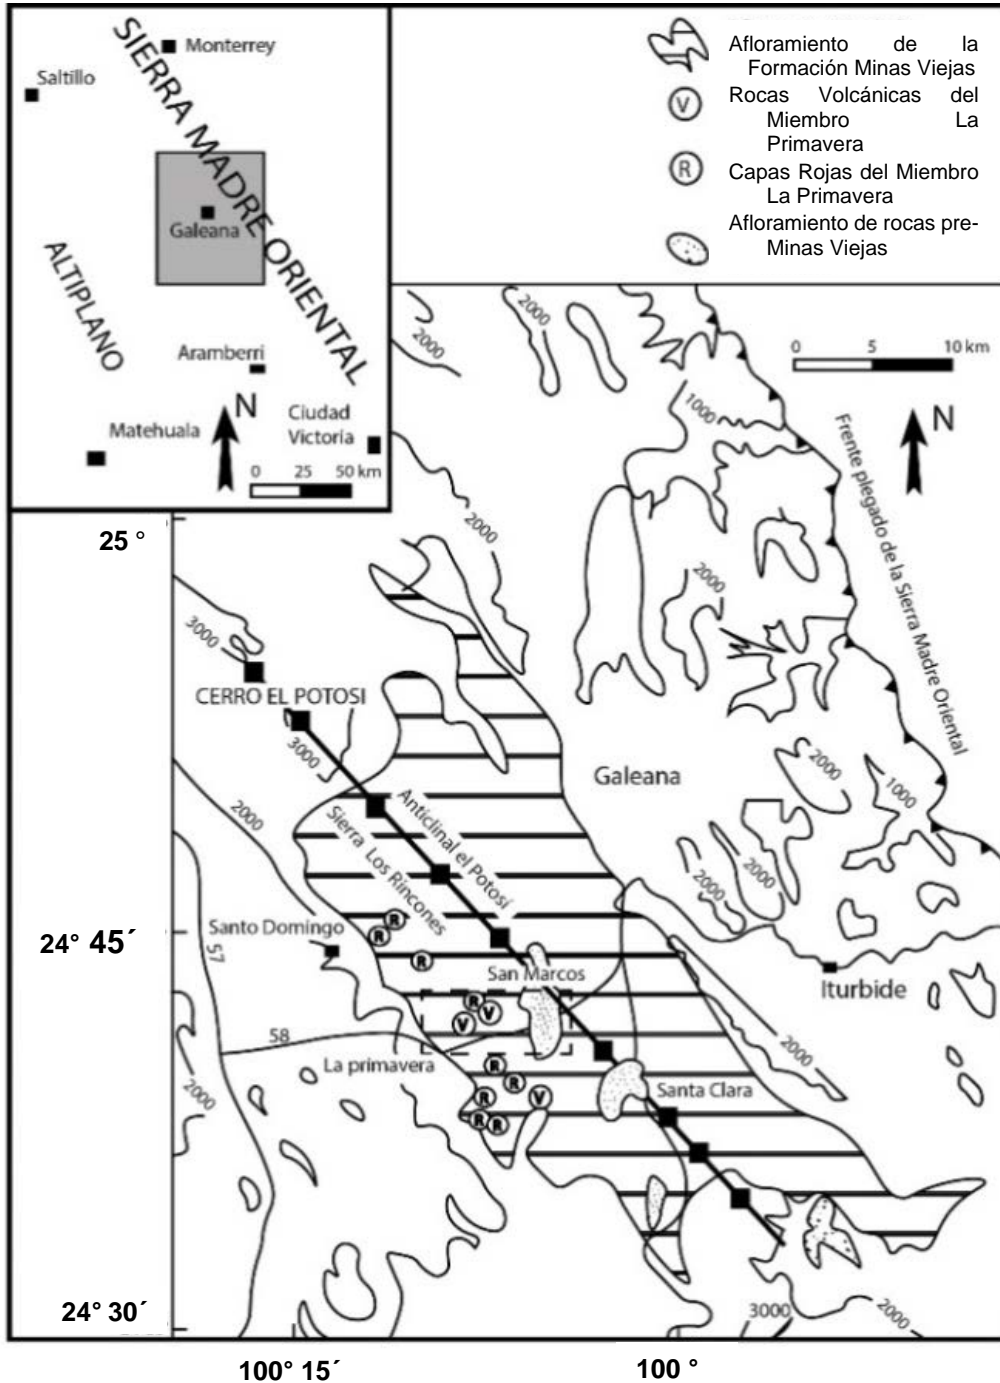 SIERRA MADRE ORIENTAL
Monterrey
Saltillo
Galeana
ALTIPLANO
Aramberri
Matehuala
N
Ciudad
Victoria
0 25 50 km
Afloramiento de la
Formación Minas Viejas
V
Rocas Volcánicas del
Miembro La
Primavera
R
Capas Rojas del Miembro
La Primavera
Afloramiento de rocas pre-
Minas Viejas
0 5 10 km
N
2000
2000
1000
Frente plegado de la Sierra Madre Oriental
25 °
2000
2000
3000
CERRO EL POTOSI
3000
2000
Galeana
2000
1000
Anticlinal el Potosí
Sierra Los Rincones
2000
2000
24° 45´
Santo Domingo
57
R
R
R
San Marcos
Iturbide
R
V
V
58
2000
La primavera
2000
R
R
R
V
R
R
Santa Clara
24° 30´
3000
2000
100° 15´
100 °